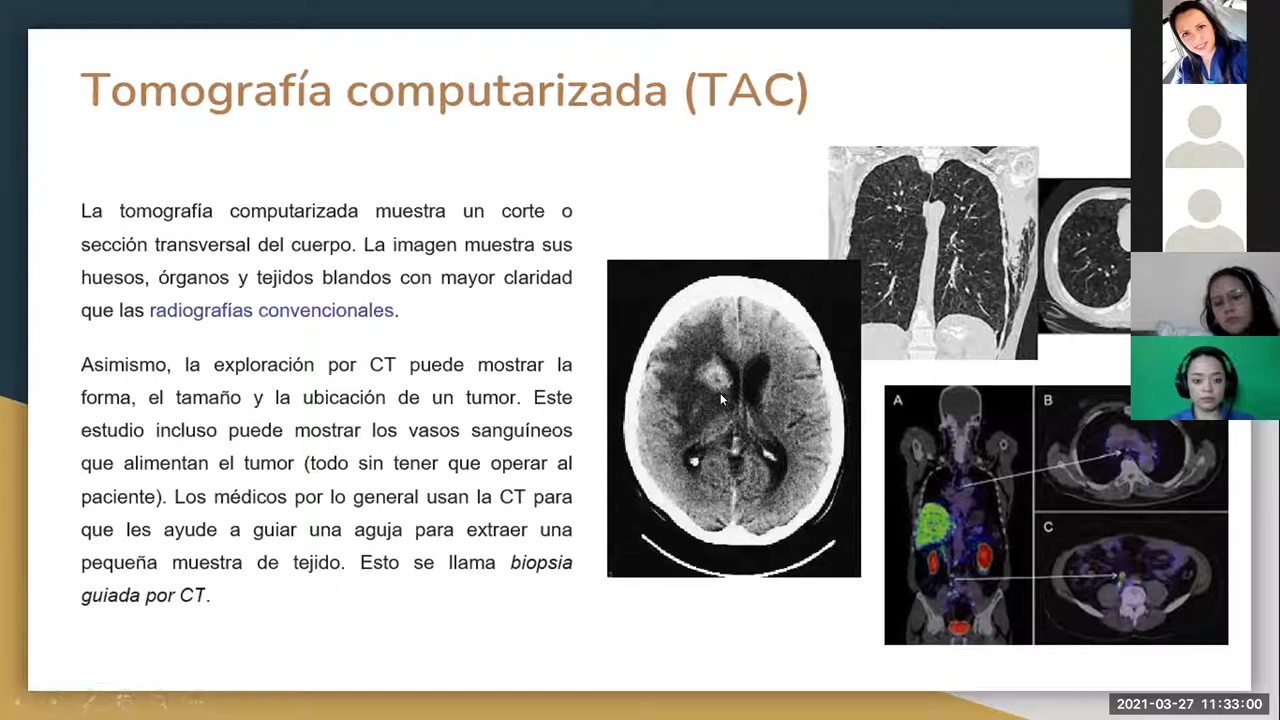 Tomografía computarizada (TAC)
La tomografía computarizada muestra un corte o
sección transversal del cuerpo. La imagen muestra sus
huesos, órganos y tejidos blandos con mayor claridad
que las radiografías convencionales.
Asimismo, la exploración por CT puede mostrar la
forma, el tamaño y la ubicación de un tumor. Este
estudio incluso puede mostrar los vasos sanguíneos
que alimentan el tumor (todo sin tener que operar al
paciente). Los médicos por lo general usan la CT para
que les ayude a guiar una aguja para extraer una
pequeña muestra de tejido. Esto se llama biopsia
guiada por CT.
A
B
C
2021-03-27 11:33:00